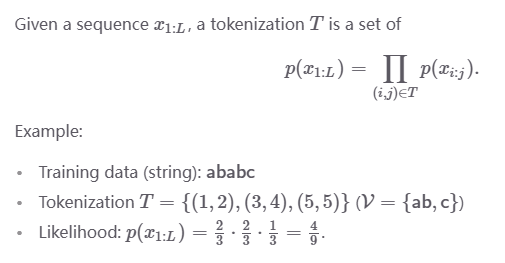 Given a sequence x₁:L, a tokenization T is a set of
p(x₁:L) = ∏ p(xᵢ:ⱼ).
(i,j)∈T
Example:
• Training data (string): ababc
• Tokenization T = {(1, 2), (3, 4), (5, 5)} (𝒱 = {ab, c})
• Likelihood: p(x₁:L) = 2/3 · 2/3 · 1/3 = 4/9.